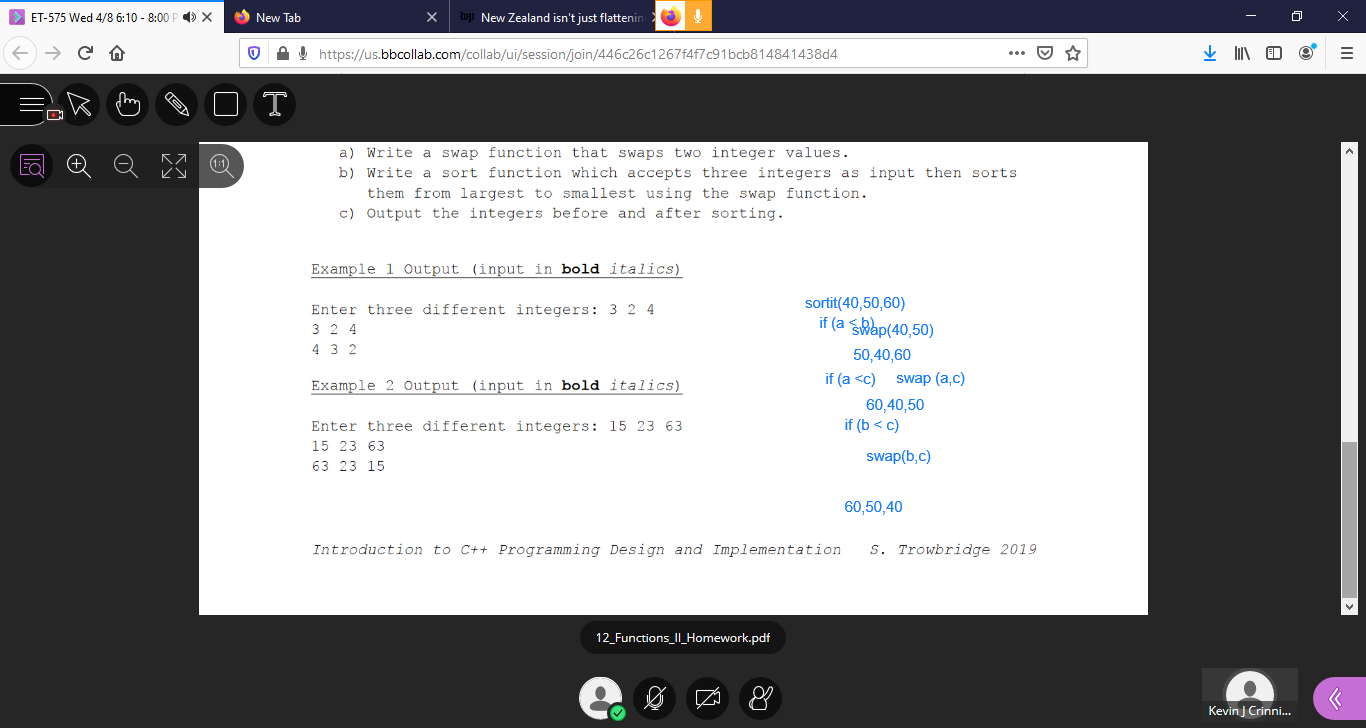 ET-575 Wed 4/8 6:10 - 8:00 P
New Tab
wp New Zealand isn't just flattenin
https://us.bbcollab.com/collab/ui/session/join/446c26c1267f4f7c91bcb814841438d4
T
1:1
a) Write a swap function that swaps two integer values.
b) Write a sort function which accepts three integers as input then sorts
them from largest to smallest using the swap function.
c) Output the integers before and after sorting.
Example 1 Output (input in bold italics)
Enter three different integers: 3 2 4
3 2 4
4 3 2
Example 2 Output (input in bold italics)
Enter three different integers: 15 23 63
15 23 63
63 23 15
sortit(40,50,60)
if (a < b)
swap(40,50)
50,40,60
if (a <c) swap (a,c)
60,40,50
if (b < c)
swap(b,c)
60,50,40
Introduction to C++ Programming Design and Implementation S. Trowbridge 2019
12_Functions_II_Homework.pdf
Kevin J Crinni...